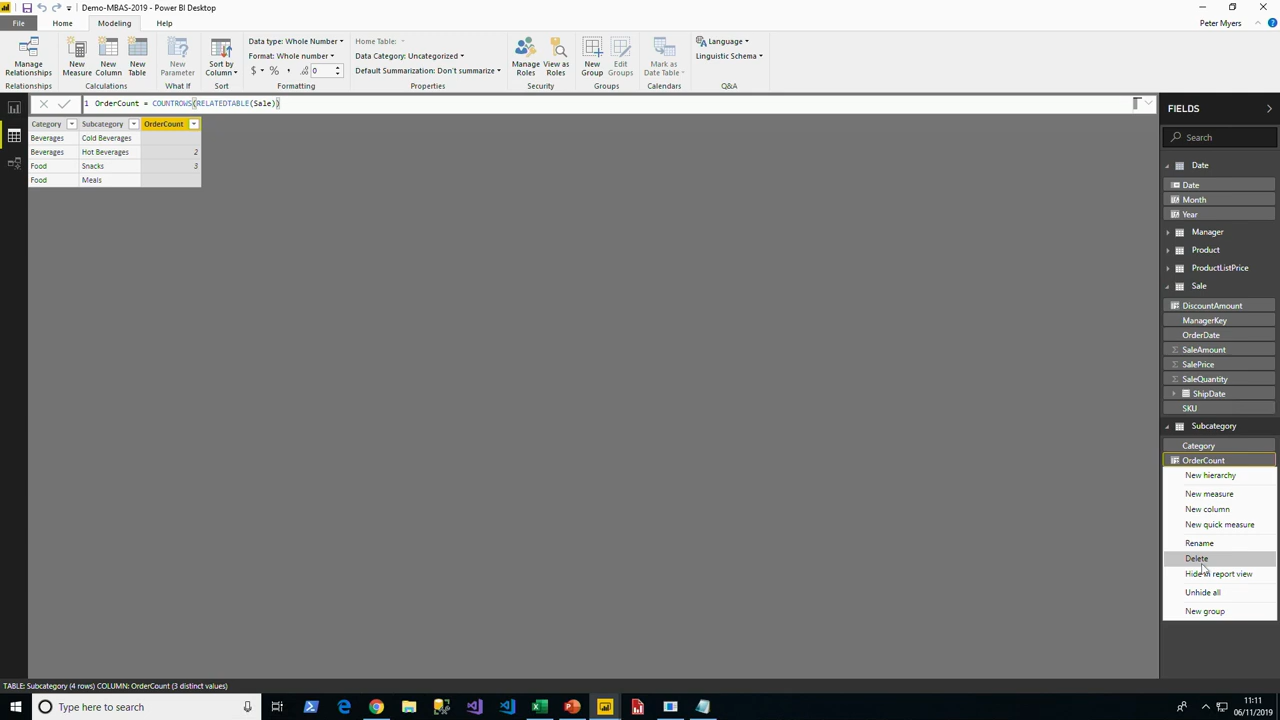 Demo-MBAS-2019 - Power BI Desktop
Peter Myers
File Home Modeling Help
Manage Relationships
New Measure
New Column
New Table
New Parameter
Sort by Column
Data type: Whole Number
Format: Whole number
$ % , .00 0
Home Table:
Data Category: Uncategorized
Default Summarization: Don't summarize
Manage Roles
View as Roles
New Group
Edit Groups
Mark as Date Table
Language
Linguistic Schema
Relationships Calculations What If Sort Formatting Properties Security Groups Calendars Q&A
1 OrderCount = COUNTROWS(RELATEDTABLE(Sale))
Category Subcategory OrderCount
Beverages Cold Beverages
Beverages Hot Beverages 2
Food Snacks 3
Food Meals
FIELDS
Search
Date
Date
Month
Year
Manager
Product
ProductListPrice
Sale
DiscountAmount
ManagerKey
OrderDate
SaleAmount
SalePrice
SaleQuantity
ShipDate
SKU
Subcategory
Category
OrderCount
New hierarchy
New measure
New column
New quick measure
Rename
Delete
Hide in report view
Unhide all
New group
TABLE: Subcategory (4 rows) COLUMN: OrderCount (3 distinct values)
Type here to search
11:11
06/11/2019